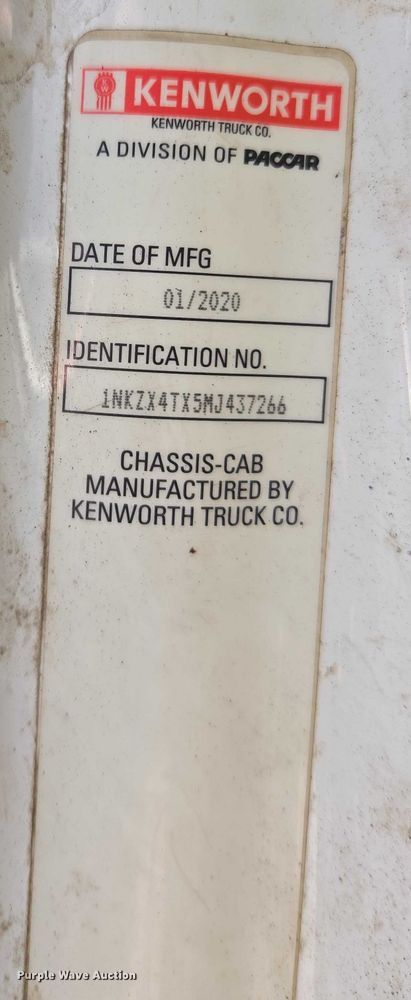 KENWORTH
KENWORTH TRUCK CO.
A DIVISION OF PACCAR
DATE OF MFG
01/2020
IDENTIFICATION NO.
1NKZX4TX5MJ437266
CHASSIS-CAB
MANUFACTURED BY
KENWORTH TRUCK CO.
Purple Wave Auction